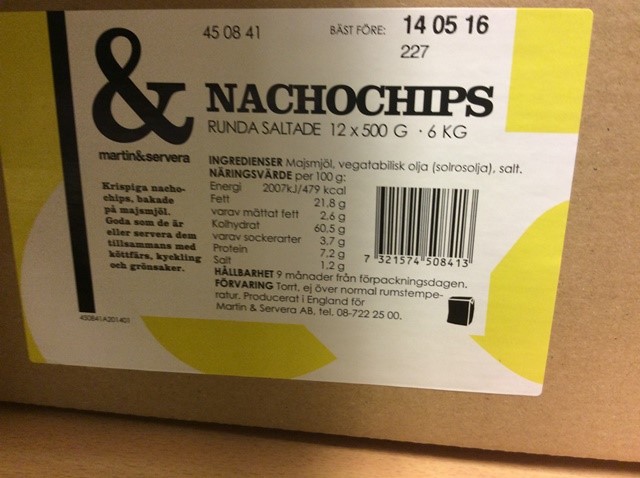 45 08 41
BÄST FÖRE: 14 05 16
227
&
martin&servera
NACHOCHIPS
RUNDA SALTADE 12 x 500 G · 6 KG
Krispiga nacho-
chips, bakade
på majsmjöl.
Goda som de är
eller servera dem
tillsammans med
köttfärs, kyckling
och grönsaker.
INGREDIENSER Majsmjöl, vegatabilisk olja (solrosolja), salt.
NÄRINGSVÄRDE per 100 g:
Energi 2007kJ/479 kcal
Fett 21,8 g
varav mättat fett 2,6 g
Kolhydrat 60,5 g
varav sockerarter 3,7 g
Protein 7,2 g
Salt 1,2 g
7 321574 508413
HÅLLBARHET 9 månader från förpackningsdagen.
FÖRVARING Torrt, ej över normal rumstempe-
ratur. Producerat i England för
Martin & Servera AB, tel. 08-722 25 00.
450841A201401